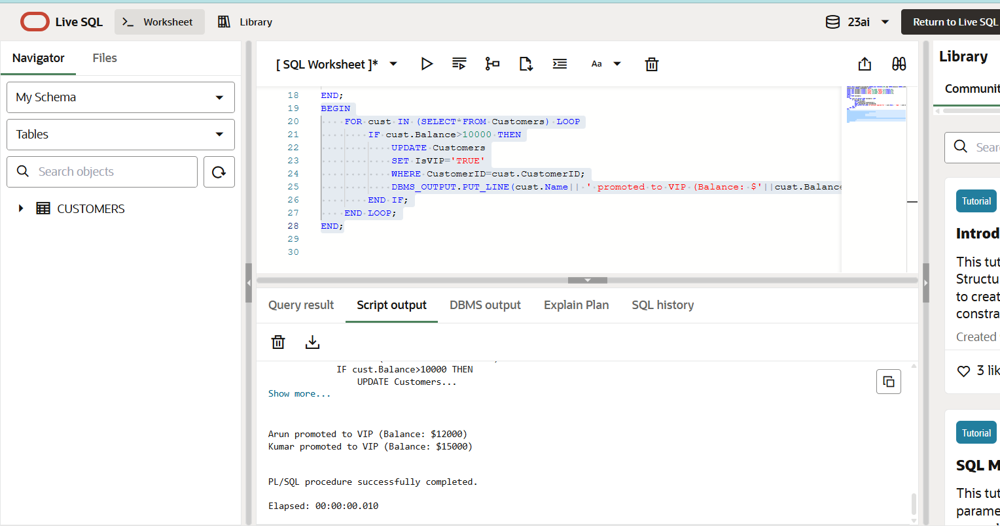 Live SQL
Worksheet
Library
23ai
Return to Live SQL
Navigator
Files
My Schema
Tables
Search objects
CUSTOMERS
[ SQL Worksheet ]*
Aa
18 END;
19 BEGIN
20 FOR cust IN (SELECT*FROM Customers) LOOP
21 IF cust.Balance>10000 THEN
22 UPDATE Customers
23 SET IsVIP='TRUE'
24 WHERE CustomerID=cust.CustomerID;
25 DBMS_OUTPUT.PUT_LINE(cust.Name|| ' promoted to VIP (Balance: $'||cust.Balance
26 END IF;
27 END LOOP;
28 END;
29
30
Query result
Script output
DBMS output
Explain Plan
SQL history
IF cust.Balance>10000 THEN
UPDATE Customers...
Show more...
Arun promoted to VIP (Balance: $12000)
Kumar promoted to VIP (Balance: $15000)
PL/SQL procedure successfully completed.
Elapsed: 00:00:00.010
Library
Communit
Sear
Tutorial
Introd
This tut
Structu
to creat
constra
Created
3 lik
Tutorial
SQL M
This tut
parame